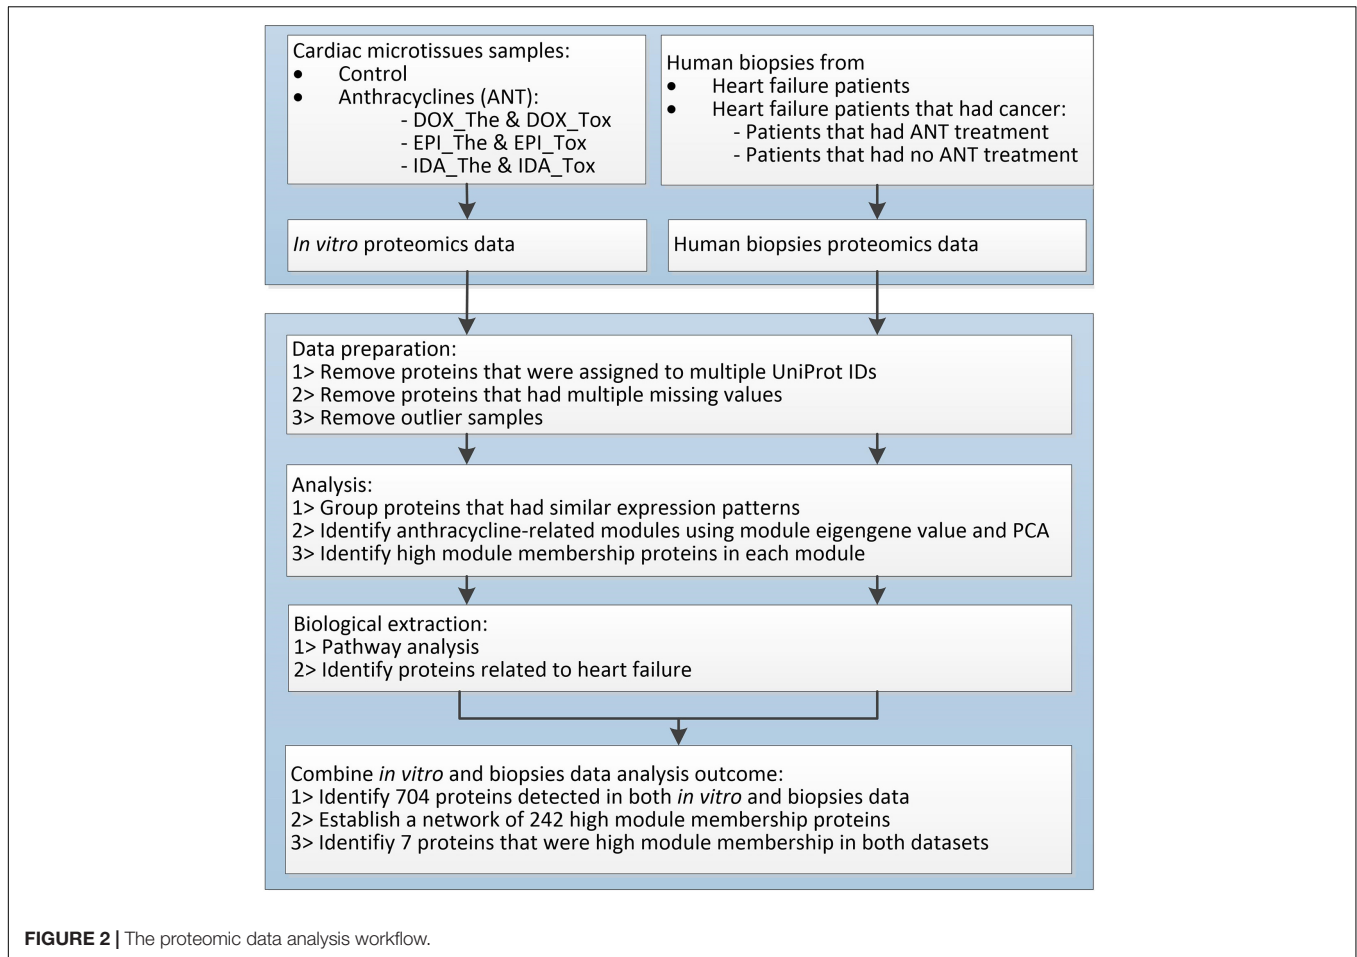 Cardiac microtissues samples:
• Control
• Anthracyclines (ANT):
- DOX_The & DOX_Tox
- EPI_The & EPI_Tox
- IDA_The & IDA_Tox
Human biopsies from
• Heart failure patients
• Heart failure patients that had cancer:
- Patients that had ANT treatment
- Patients that had no ANT treatment
In vitro proteomics data
Human biopsies proteomics data
Data preparation:
1> Remove proteins that were assigned to multiple UniProt IDs
2> Remove proteins that had multiple missing values
3> Remove outlier samples
Analysis:
1> Group proteins that had similar expression patterns
2> Identify anthracycline-related modules using module eigengene value and PCA
3> Identify high module membership proteins in each module
Biological extraction:
1> Pathway analysis
2> Identify proteins related to heart failure
Combine in vitro and biopsies data analysis outcome:
1> Identify 704 proteins detected in both in vitro and biopsies data
2> Establish a network of 242 high module membership proteins
3> Identifiy 7 proteins that were high module membership in both datasets
FIGURE 2 | The proteomic data analysis workflow.